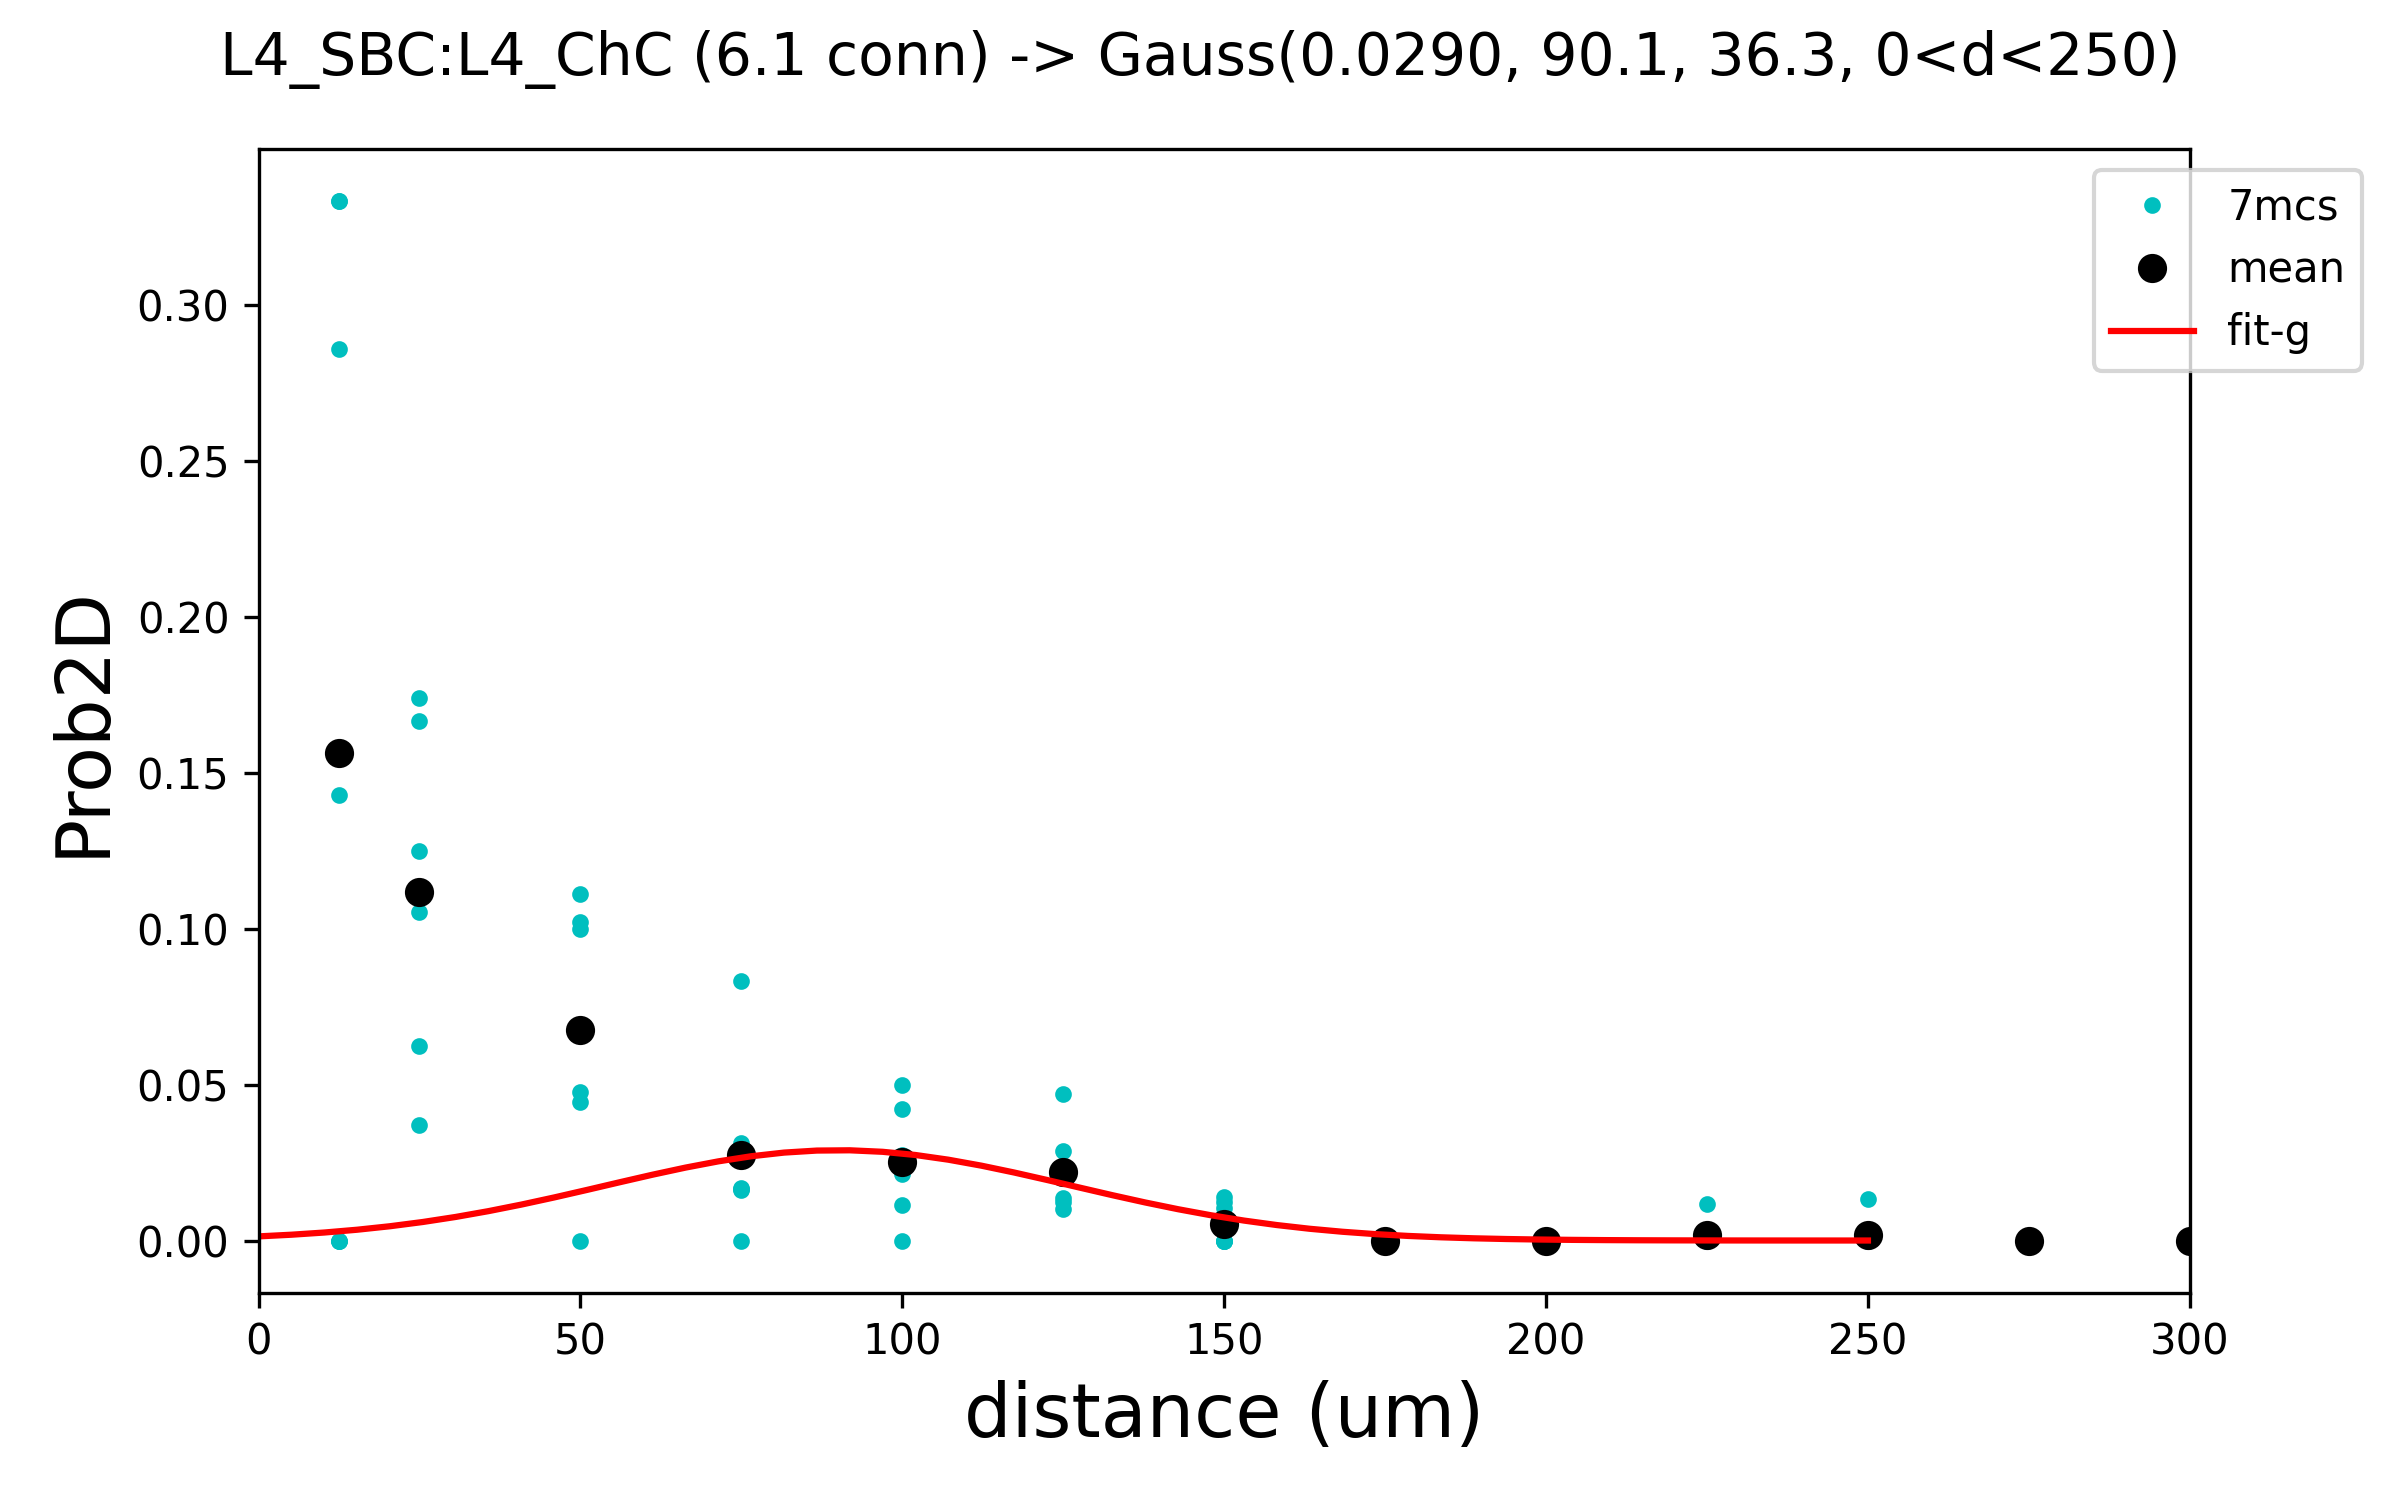 L4_SBC:L4_ChC (6.1 conn) -> Gauss(0.0290, 90.1, 36.3, 0<d<250)
7mcs
mean
fit-g
0.30
0.25
0.20
0.15
0.10
0.05
0.00
Prob2D
0 50 100 150 200 250 300
distance (um)